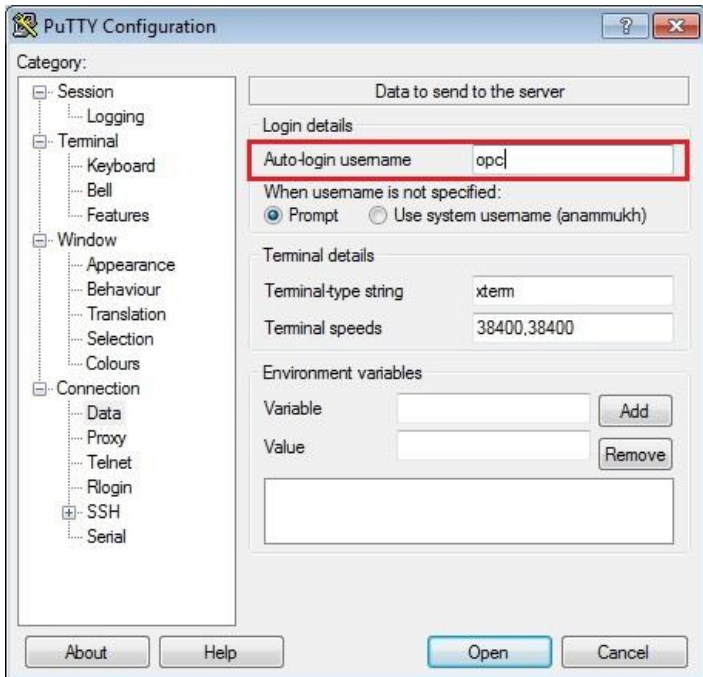 PuTTY Configuration
Category:
Session
Logging
Terminal
Keyboard
Bell
Features
Window
Appearance
Behaviour
Translation
Selection
Colours
Connection
Data
Proxy
Telnet
Rlogin
SSH
Serial
Data to send to the server
Login details
Auto-login username opc
When username is not specified:
Prompt Use system username (anammukh)
Terminal details
Terminal-type string xterm
Terminal speeds 38400,38400
Environment variables
Variable Add
Value Remove
About Help Open Cancel